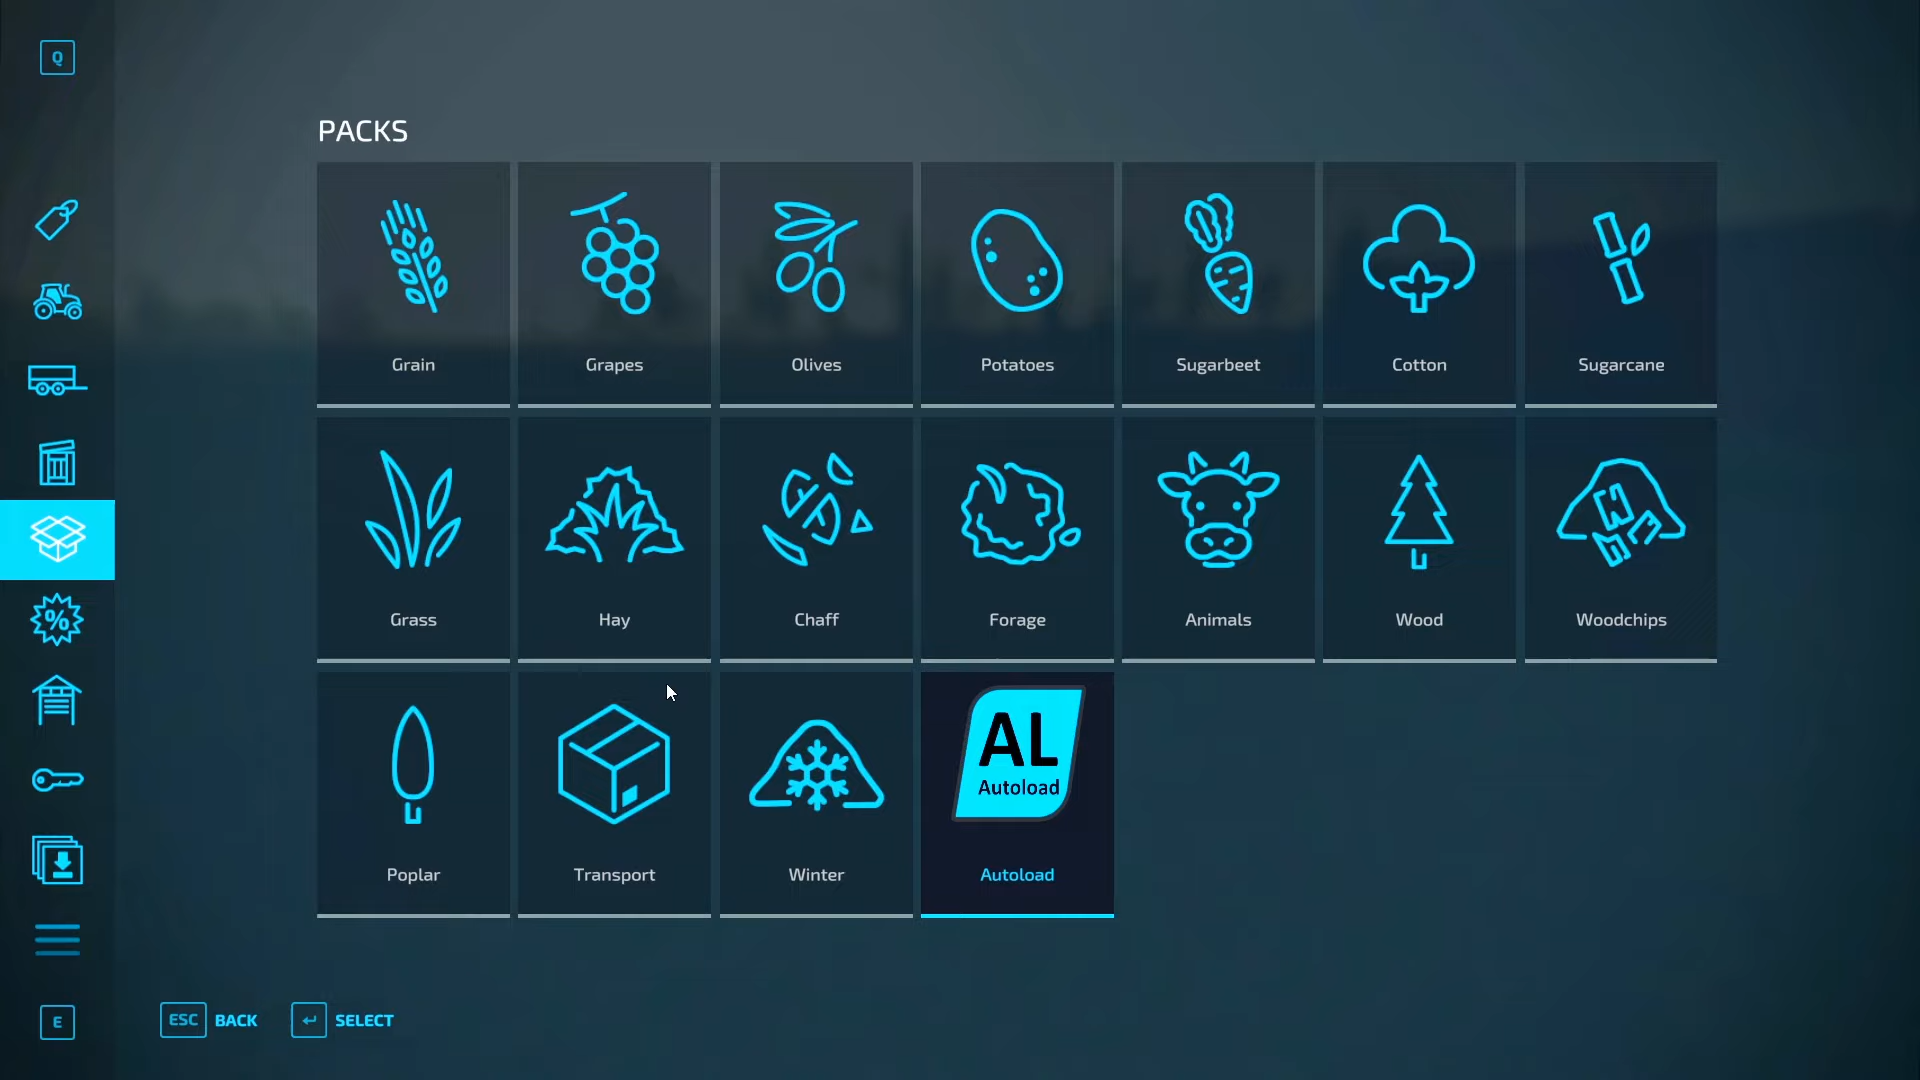 Q
PACKS
Grain Grapes Olives Potatoes Sugarbeet Cotton Sugarcane
Grass Hay Chaff Forage Animals Wood Woodchips
%
AL
Autoload
Poplar Transport Winter Autoload
E
ESC BACK ↵ SELECT